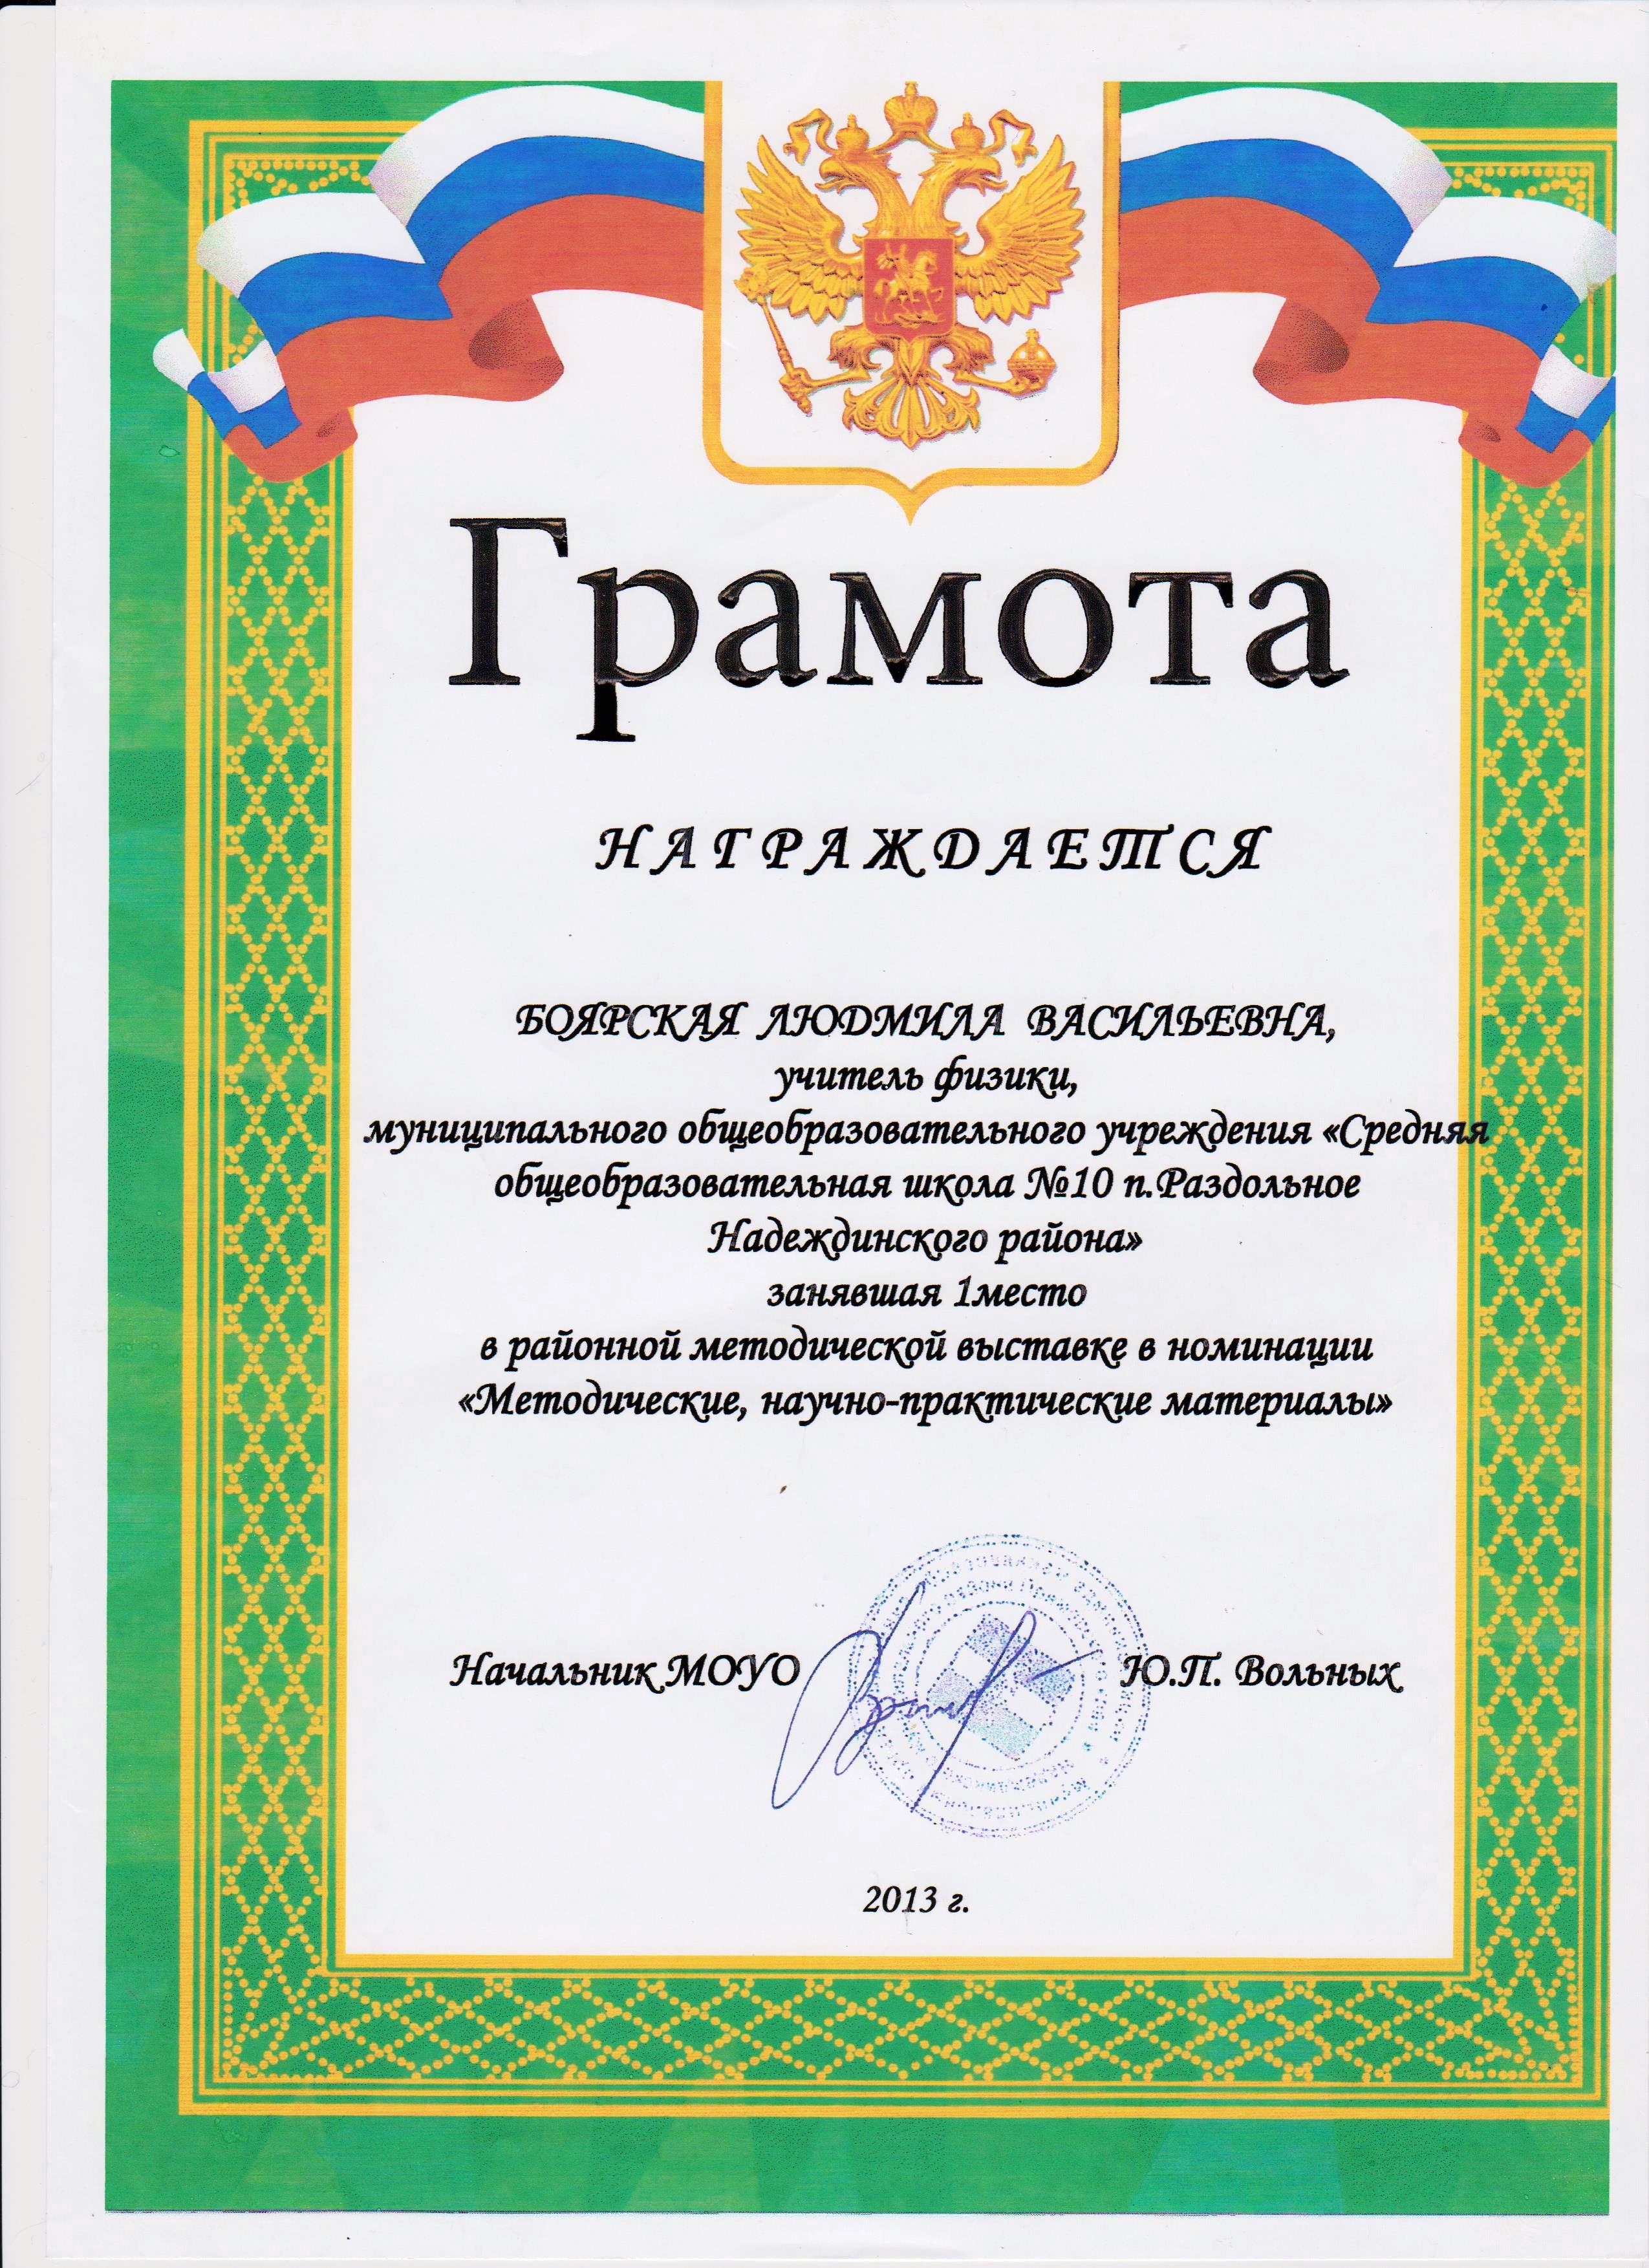 Грамота
НАГРАЖДАЕТСЯ
БОЯРСКАЯ ЛЮДМИЛА ВАСИЛЬЕВНА,
учитель физики,
муниципального общеобразовательного учреждения «Средняя
общеобразовательная школа №10 п.Раздольное
Надеждинского района»
занявшая 1место
в районной методической выставке в номинации
«Методические, научно-практические материалы»
Начальник МОУО Ю.П. Вольных
2013 г.